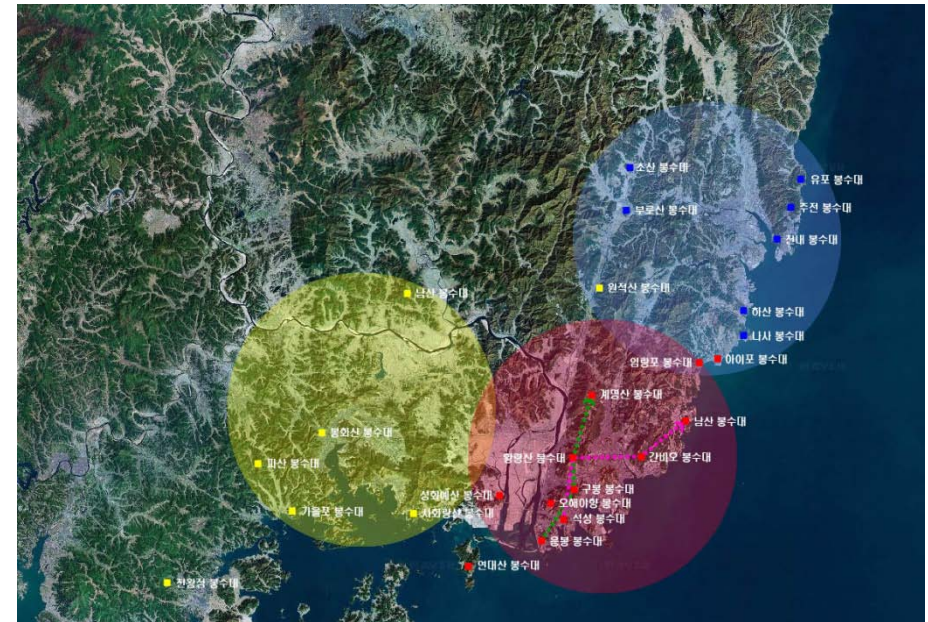 소산 봉수대
유포 봉수대
부로산 봉수대
주전 봉수대
천내 봉수대
원적산 봉수대
남산 봉수대
하산 봉수대
나사 봉수대
아이포 봉수대
임랑포 봉수대
계명산 봉수대
남산 봉수대
봉화산 봉수대
황령산 봉수대
간비오 봉수대
파산 봉수대
구봉 봉수대
성화예산 봉수대
오해야항 봉수대
가을포 봉수대
사화랑산 봉수대
석성 봉수대
응봉 봉수대
연대산 봉수대
봉수대